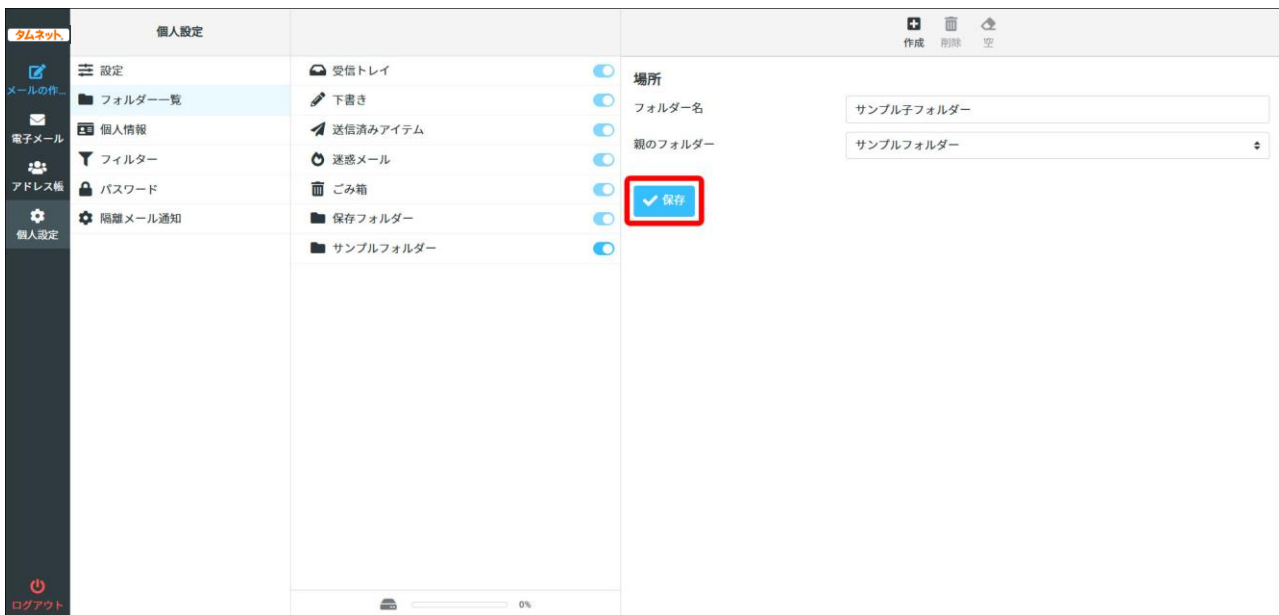 タムネット
メールの作…
電子メール
アドレス帳
個人設定
ログアウト
個人設定
設定
フォルダー一覧
個人情報
フィルター
パスワード
隔離メール通知
受信トレイ
下書き
送信済みアイテム
迷惑メール
ごみ箱
保存フォルダー
サンプルフォルダー
0%
作成 削除 空
場所
フォルダー名 サンプル子フォルダー
親のフォルダー サンプルフォルダー
保存